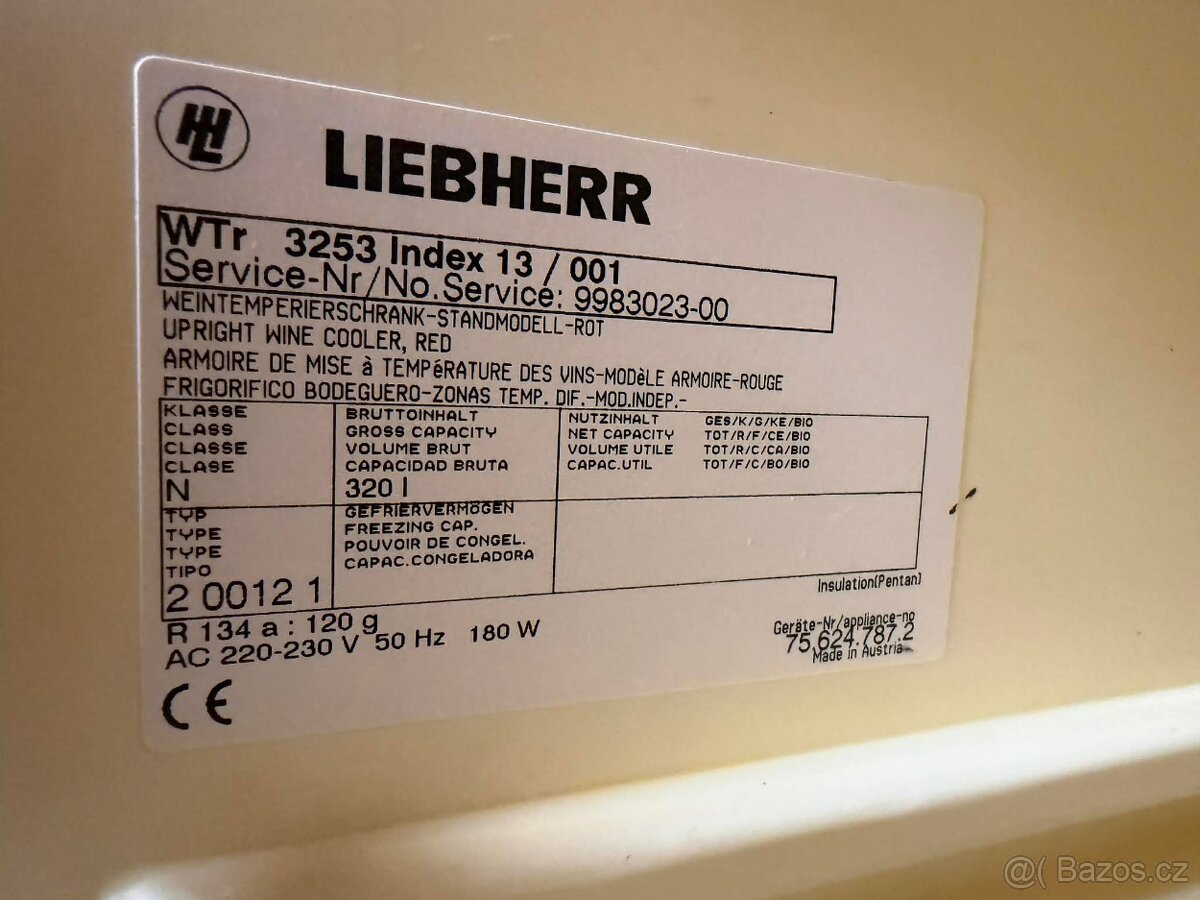 HL
LIEBHERR
WTr 3253 Index 13 / 001
Service-Nr/No.Service: 9983023-00
WEINTEMPERIERSCHRANK-STANDMODELL-ROT
UPRIGHT WINE COOLER, RED
ARMOIRE DE MISE à TEMPéRATURE DES VINS-MODèLE ARMOIRE-ROUGE
FRIGORIFICO BODEGUERO-ZONAS TEMP. DIF.-MOD.INDEP.-
KLASSE BRUTTOINHALT NUTZINHALT GES/K/G/KE/BIO
CLASS GROSS CAPACITY NET CAPACITY TOT/R/F/CE/BIO
CLASSE VOLUME BRUT VOLUME UTILE TOT/R/C/CA/BIO
CLASE CAPACIDAD BRUTA CAPAC.UTIL TOT/F/C/BO/BIO
N 320 l
TYP GEFRIERVERMÖGEN
TYPE FREEZING CAP.
TYPE POUVOIR DE CONGEL.
TIPO CAPAC.CONGELADORA
2 0012 1
Insulation(Pentan)
R 134 a : 120 g
AC 220-230 V 50 Hz 180 W
Geräte-Nr/appliance-no
75.624.787.2
Made in Austria
CE
@( Bazos.cz